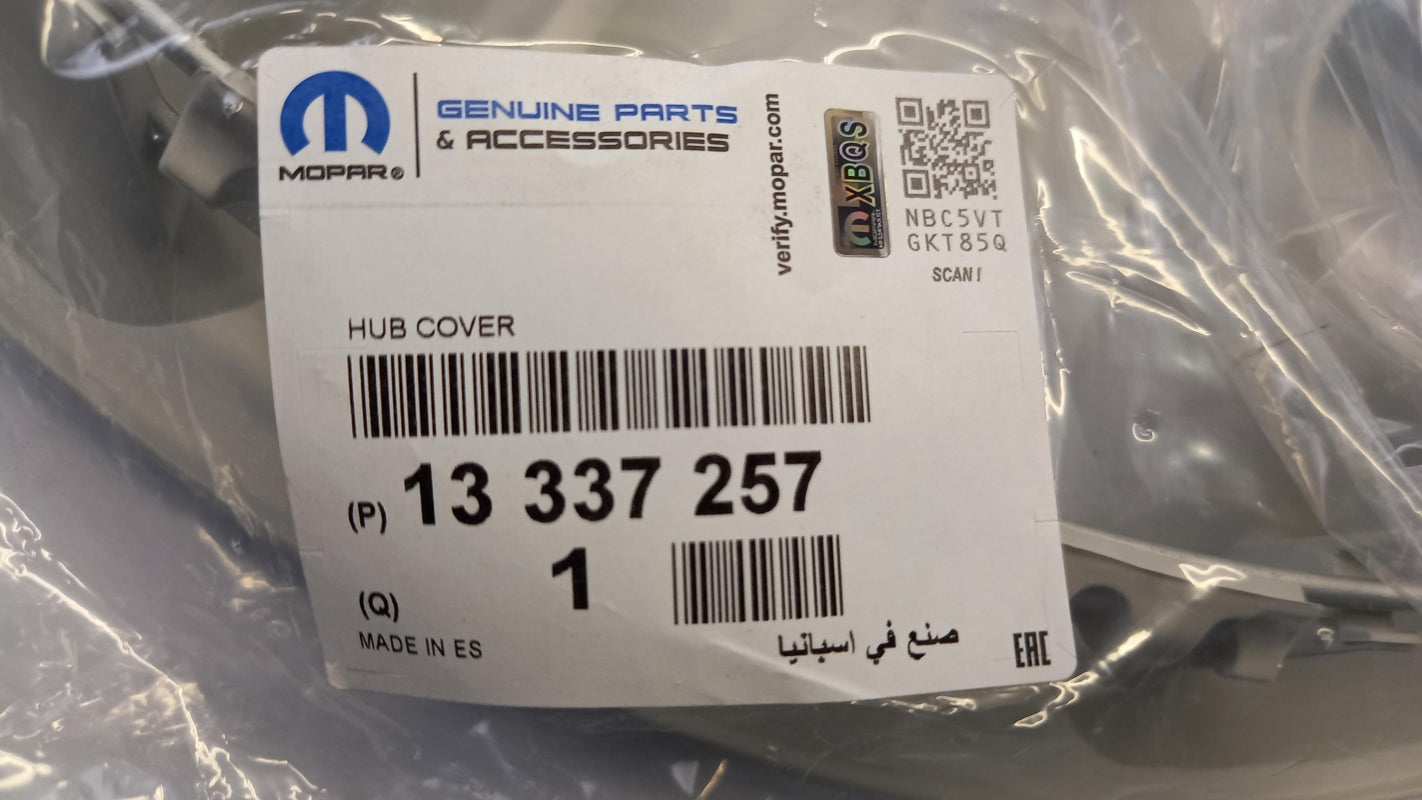 MOPAR®
GENUINE PARTS
& ACCESSORIES
verify.mopar.com
XBQS
NBC5VT
GKT85Q
SCAN!
HUB COVER
(P) 13 337 257
(Q) 1
MADE IN ES
صنع في اسبانيا
EAC